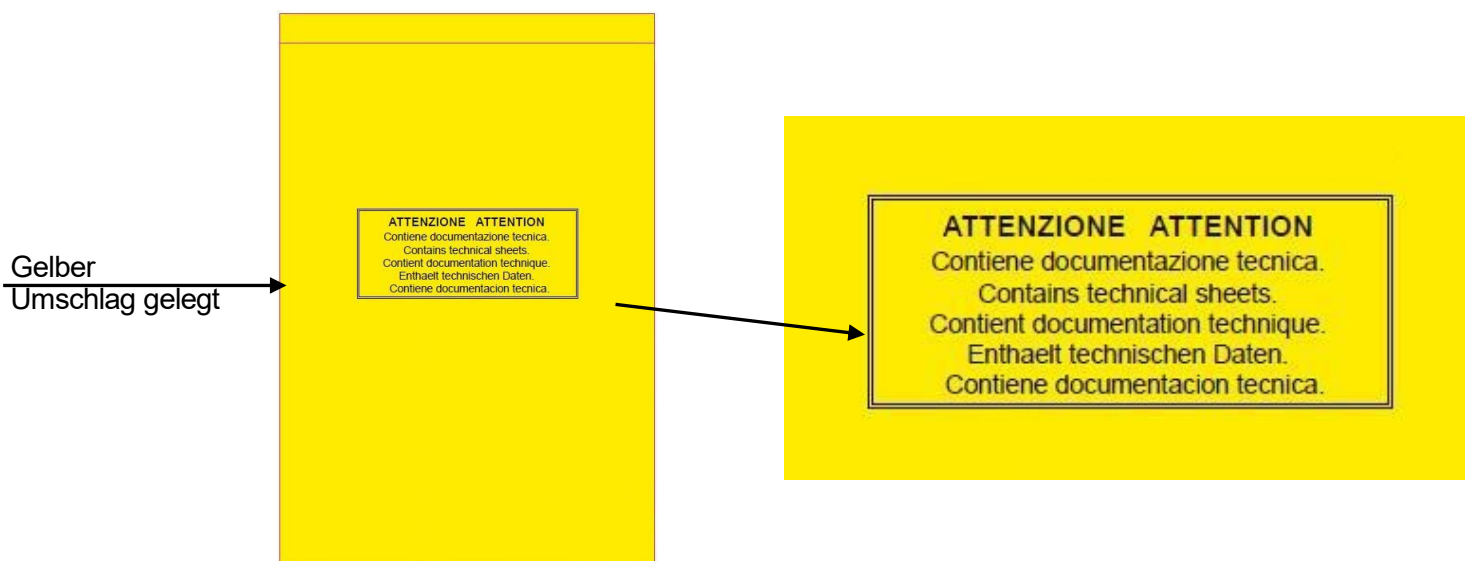 Gelber
Umschlag gelegt
ATTENZIONE ATTENTION
Contiene documentazione tecnica.
Contains technical sheets.
Contient documentation technique.
Enthaelt technischen Daten.
Contiene documentacion tecnica.
ATTENZIONE ATTENTION
Contiene documentazione tecnica.
Contains technical sheets.
Contient documentation technique.
Enthaelt technischen Daten.
Contiene documentacion tecnica.